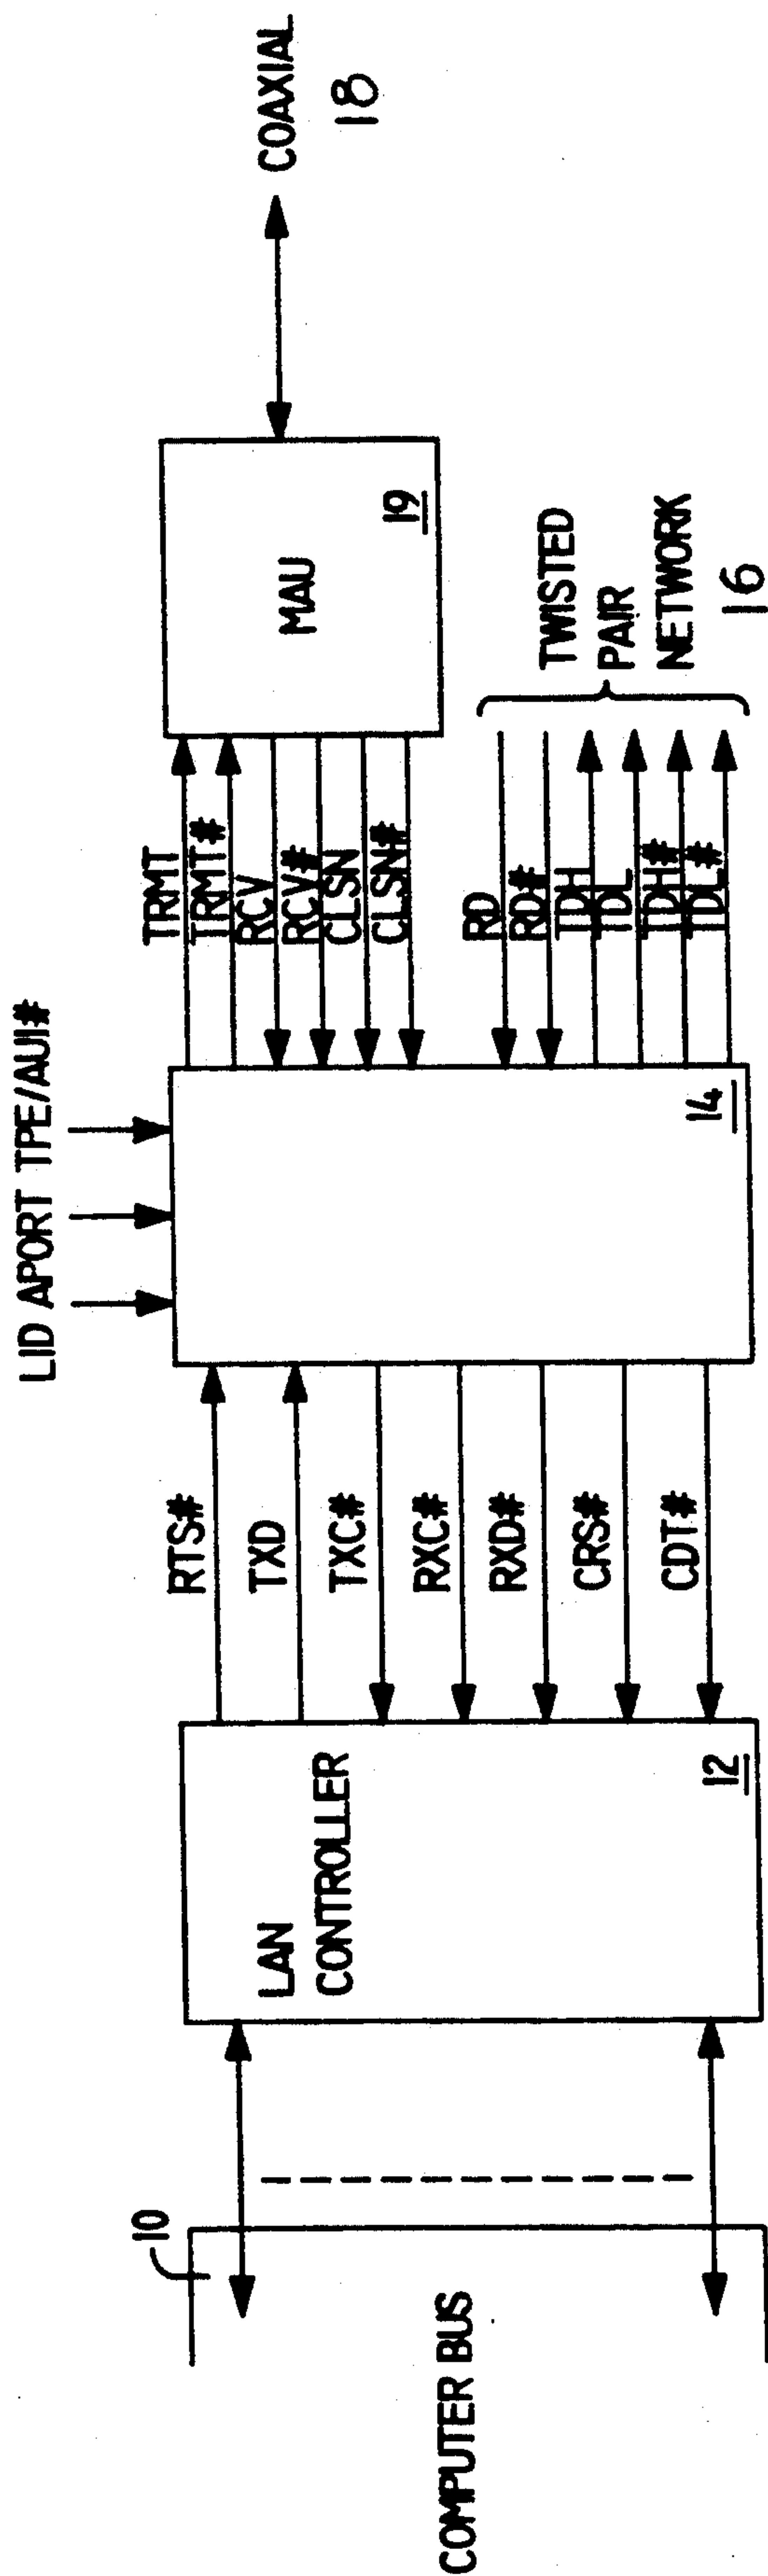 COMPUTER BUS
10
LAN
CONTROLLER
12
RTS#
TXD
TXC#
RXC#
RXD#
CRS#
CDT#
LID APORT TPE/AUI#
14
TRMT
TRMT#
RCV
RCV#
CLSN
CLSN#
RD
RD#
TDH
TDL
TDH#
TDL#
MAU
19
TWISTED
PAIR
NETWORK
16
COAXIAL
18